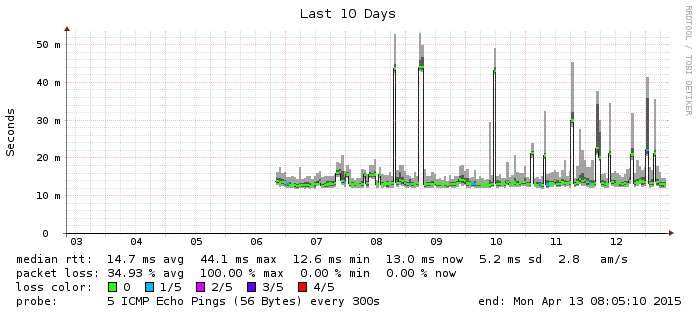 Last 10 Days
RRDTOOL / TOBI OETIKER
Seconds
50 m
40 m
30 m
20 m
10 m
0
03 04 05 06 07 08 09 10 11 12
median rtt: 14.7 ms avg 44.1 ms max 12.6 ms min 13.0 ms now 5.2 ms sd 2.8 am/s
packet loss: 34.93 % avg 100.00 % max 0.00 % min 0.00 % now
loss color: 0 1/5 2/5 3/5 4/5
probe: 5 ICMP Echo Pings (56 Bytes) every 300s end: Mon Apr 13 08:05:10 2015